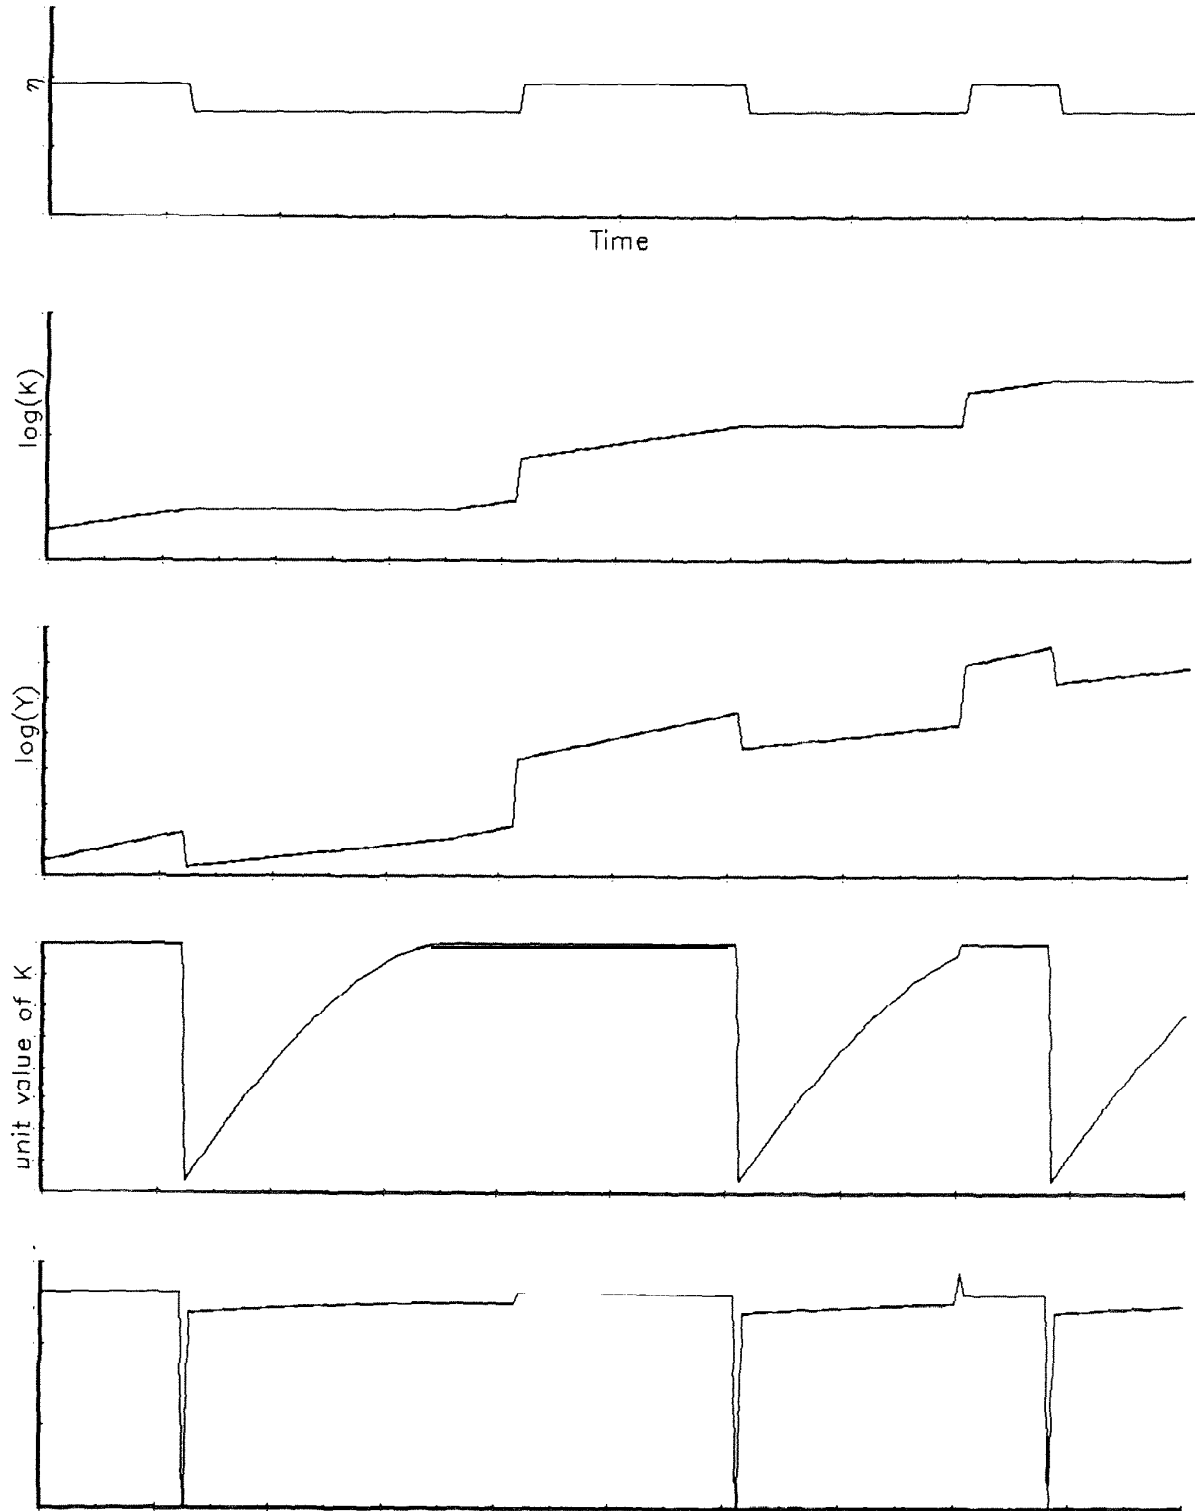 η
Time
log(K)
log(Y)
unit value of K